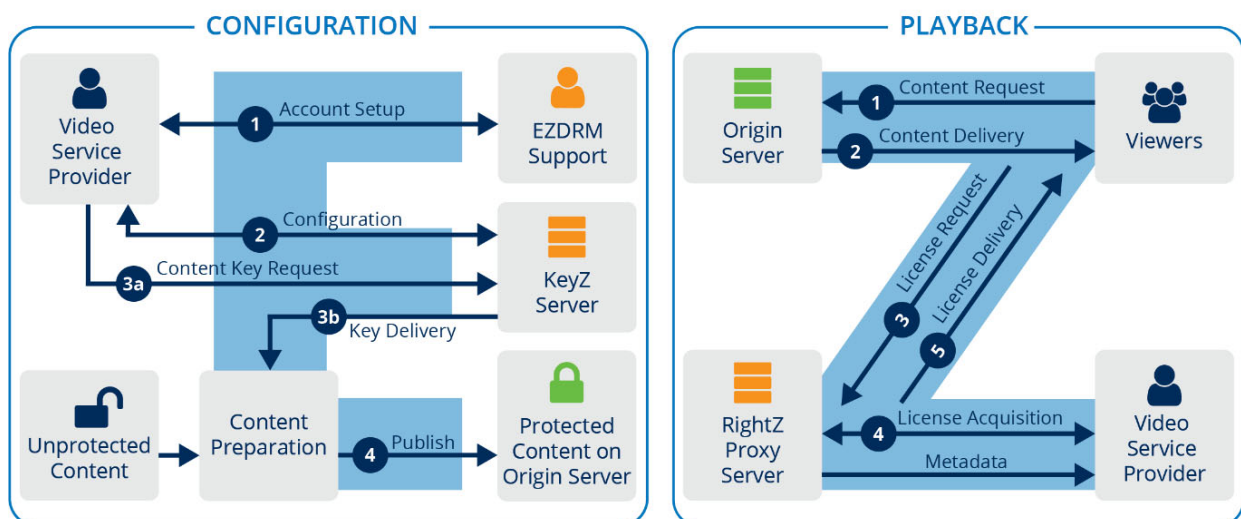 CONFIGURATION
Video
Service
Provider
1
Account Setup
EZDRM
Support
2
Configuration
3a
Content Key Request
KeyZ
Server
3b
Key Delivery
Unprotected
Content
Content
Preparation
4
Publish
Protected
Content on
Origin Server
PLAYBACK
Origin
Server
1
Content Request
2
Content Delivery
Viewers
3
License Request
5
License Delivery
RightZ
Proxy
Server
4
License Acquisition
Metadata
Video
Service
Provider